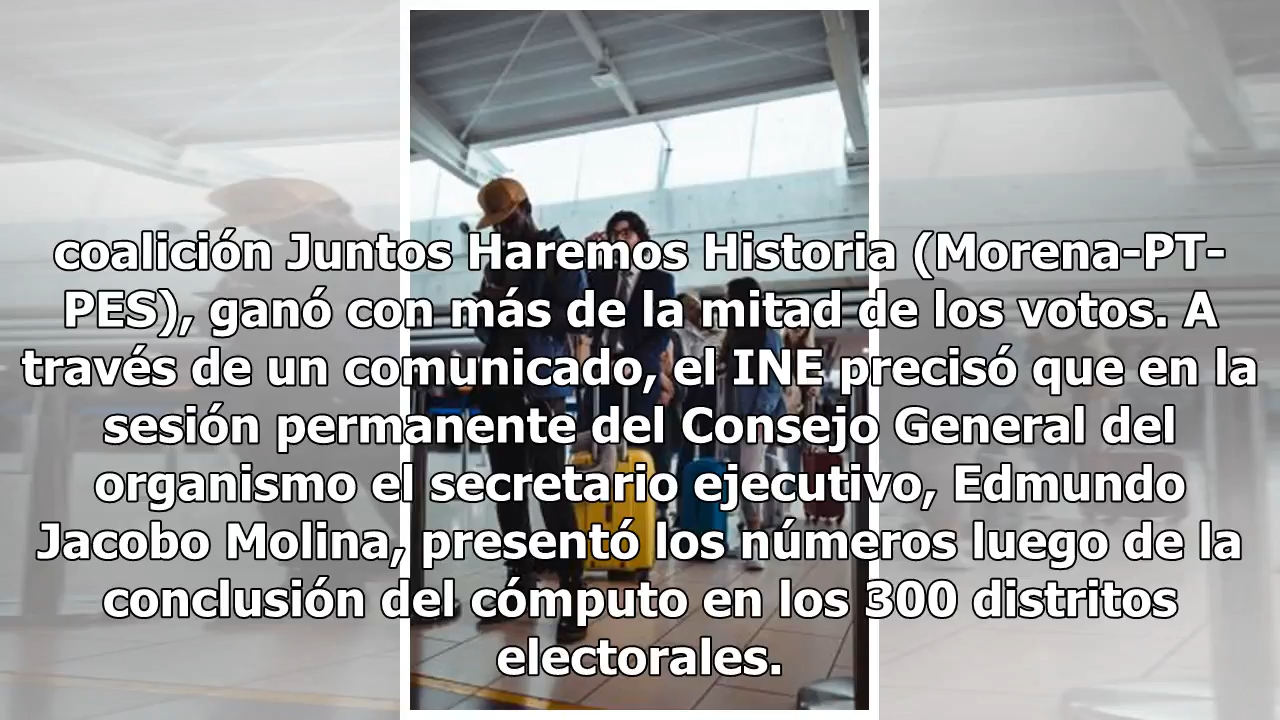 coalición Juntos Haremos Historia (Morena-PT-
PES), ganó con más de la mitad de los votos. A
través de un comunicado, el INE precisó que en la
sesión permanente del Consejo General del
organismo el secretario ejecutivo, Edmundo
Jacobo Molina, presentó los números luego de la
conclusión del cómputo en los 300 distritos
electorales.